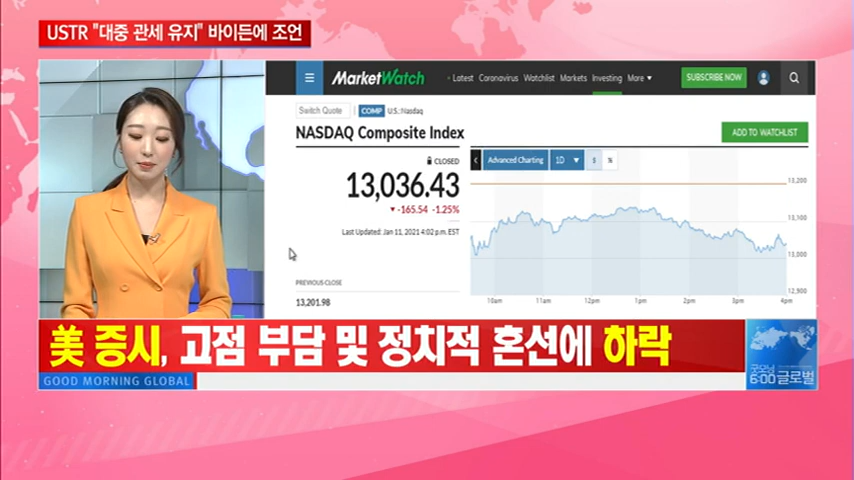 USTR "대중 관세 유지" 바이든에 조언
MarketWatch
Latest Coronavirus Watchlist Markets Investing More ▾
SUBSCRIBE NOW
Switch Quote | COMP U.S.: Nasdaq
NASDAQ Composite Index
ADD TO WATCHLIST
CLOSED
13,036.43
▼ -165.54 -1.25%
Last Updated: Jan 11, 2021 4:02 p.m. EST
PREVIOUS CLOSE
13,201.98
Advanced Charting 1D ▼ $ %
13,200
13,100
13,000
12,900
10am 11am 12pm 1pm 2pm 3pm 4pm
美 증시, 고점 부담 및 정치적 혼선에 하락
GOOD MORNING GLOBAL
굿모닝
6:00 글로벌